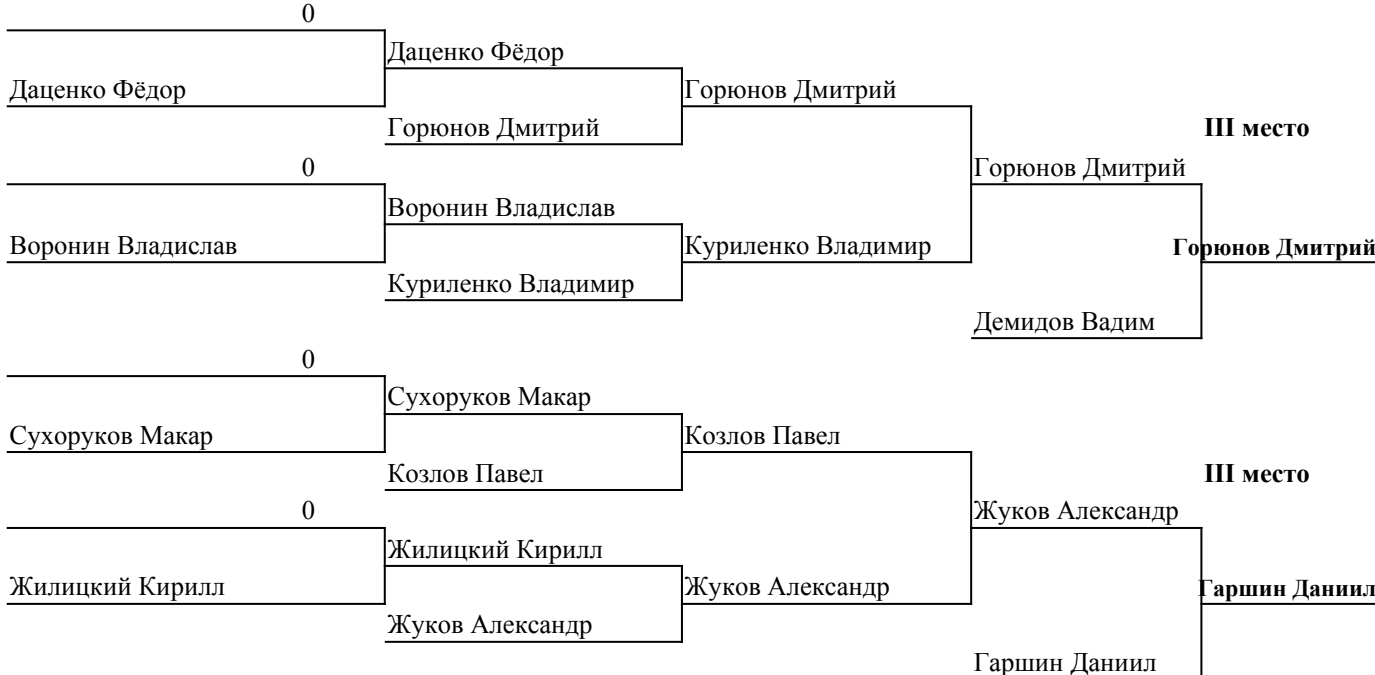 0
Даценко Фёдор
Даценко Фёдор
Горюнов Дмитрий
Горюнов Дмитрий
III место
0
Горюнов Дмитрий
Воронин Владислав
Воронин Владислав
Куриленко Владимир
Горюнов Дмитрий
Куриленко Владимир
Демидов Вадим
0
Сухоруков Макар
Сухоруков Макар
Козлов Павел
Козлов Павел
III место
0
Жуков Александр
Жилицкий Кирилл
Жилицкий Кирилл
Жуков Александр
Гаршин Даниил
Жуков Александр
Гаршин Даниил